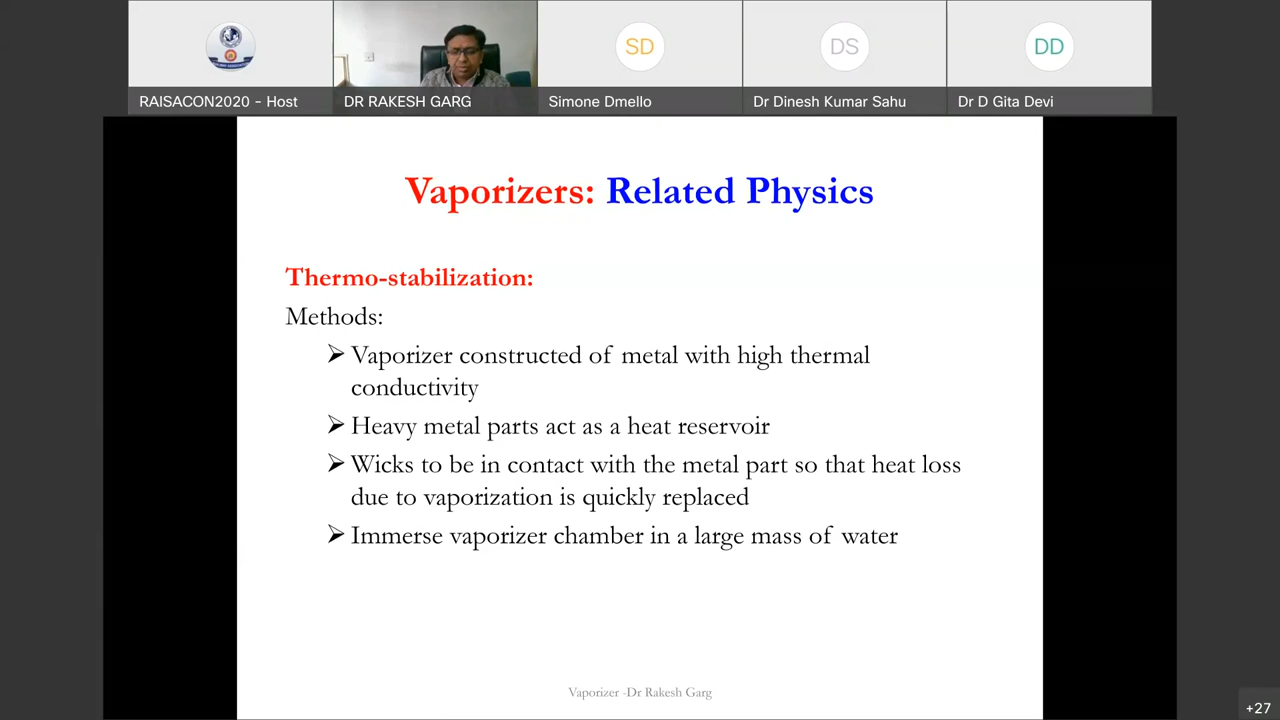 SD
DS
DD
RAISACON2020 - Host
DR RAKESH GARG
Simone Dmello
Dr Dinesh Kumar Sahu
Dr D Gita Devi
Vaporizers: Related Physics
Thermo-stabilization:
Methods:
Vaporizer constructed of metal with high thermal
conductivity
Heavy metal parts act as a heat reservoir
Wicks to be in contact with the metal part so that heat loss
due to vaporization is quickly replaced
Immerse vaporizer chamber in a large mass of water
Vaporizer -Dr Rakesh Garg
+27